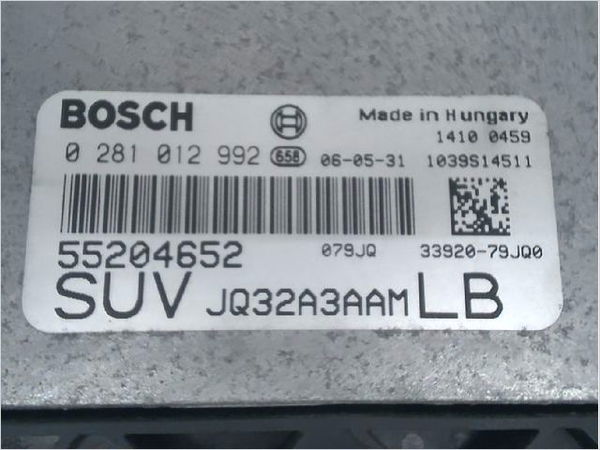 BOSCH Made in Hungary
1410 0459
0 281 012 992 658 06-05-31 1039S14511
55204652 079JQ 33920-79JQ0
SUV JQ32A3AAM LB